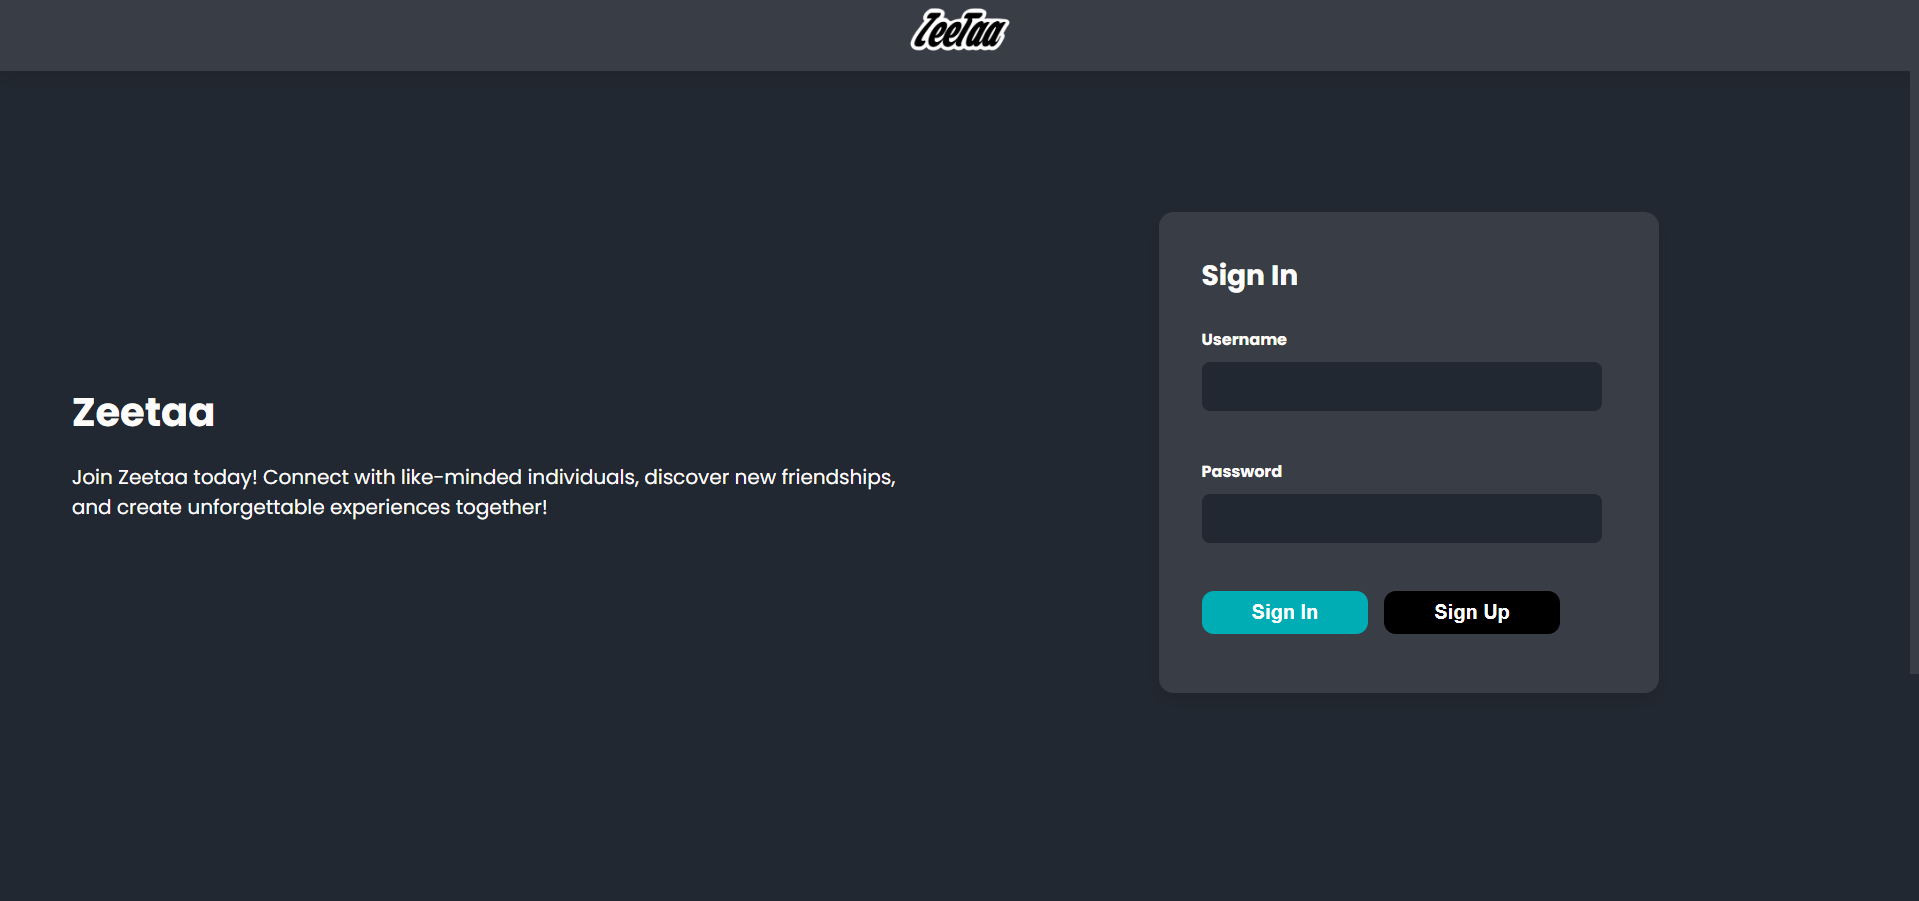 ZeeTaa
Zeetaa
Join Zeetaa today! Connect with like-minded individuals, discover new friendships,
and create unforgettable experiences together!
Sign In
Username
Password
Sign In
Sign Up